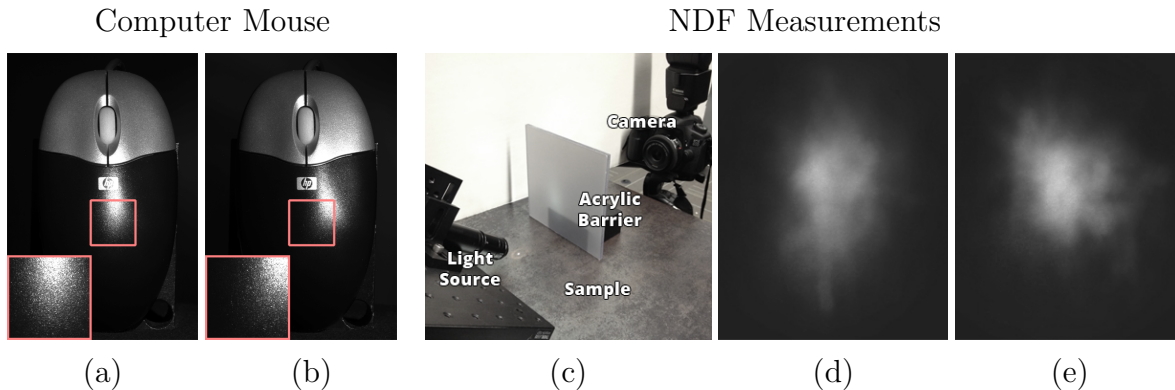 Computer Mouse
NDF Measurements
hp
hp
Camera
Acrylic
Barrier
Light
Source
Sample
(a)
(b)
(c)
(d)
(e)